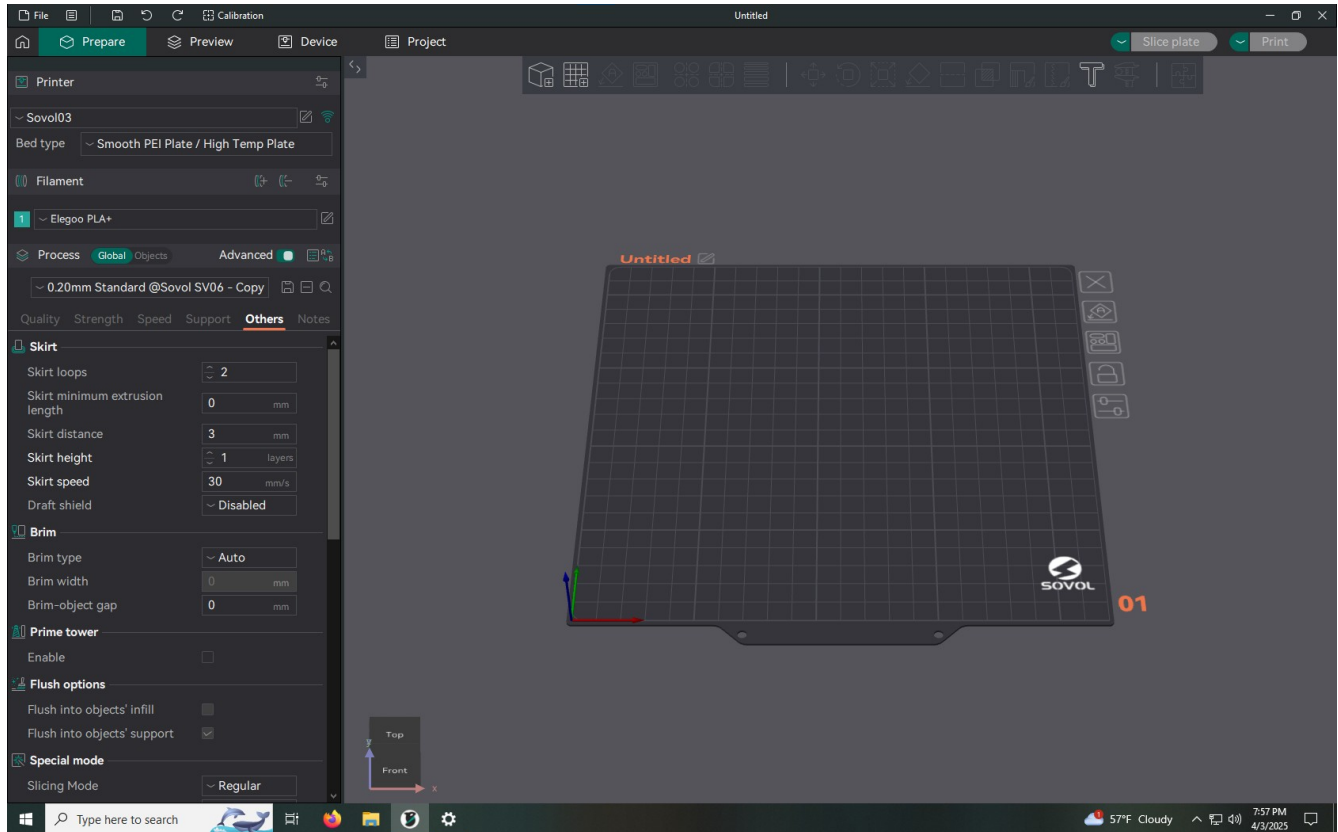 File
Calibration
Untitled
Prepare
Preview
Device
Project
Slice plate
Print
Printer
Sovol03
Bed type
Smooth PEI Plate / High Temp Plate
Filament
1
Elegoo PLA+
Process
Global
Objects
Advanced
0.20mm Standard @Sovol SV06 - Copy
Quality
Strength
Speed
Support
Others
Notes
Skirt
Skirt loops
2
Skirt minimum extrusion
length
0 mm
Skirt distance
3 mm
Skirt height
1 layers
Skirt speed
30 mm/s
Draft shield
Disabled
Brim
Brim type
Auto
Brim width
0 mm
Brim-object gap
0 mm
Prime tower
Enable
Flush options
Flush into objects' infill
Flush into objects' support
Special mode
Slicing Mode
Regular
Untitled
SOVOL
01
Top
Front
y
x
Type here to search
57°F Cloudy
7:57 PM
4/3/2025